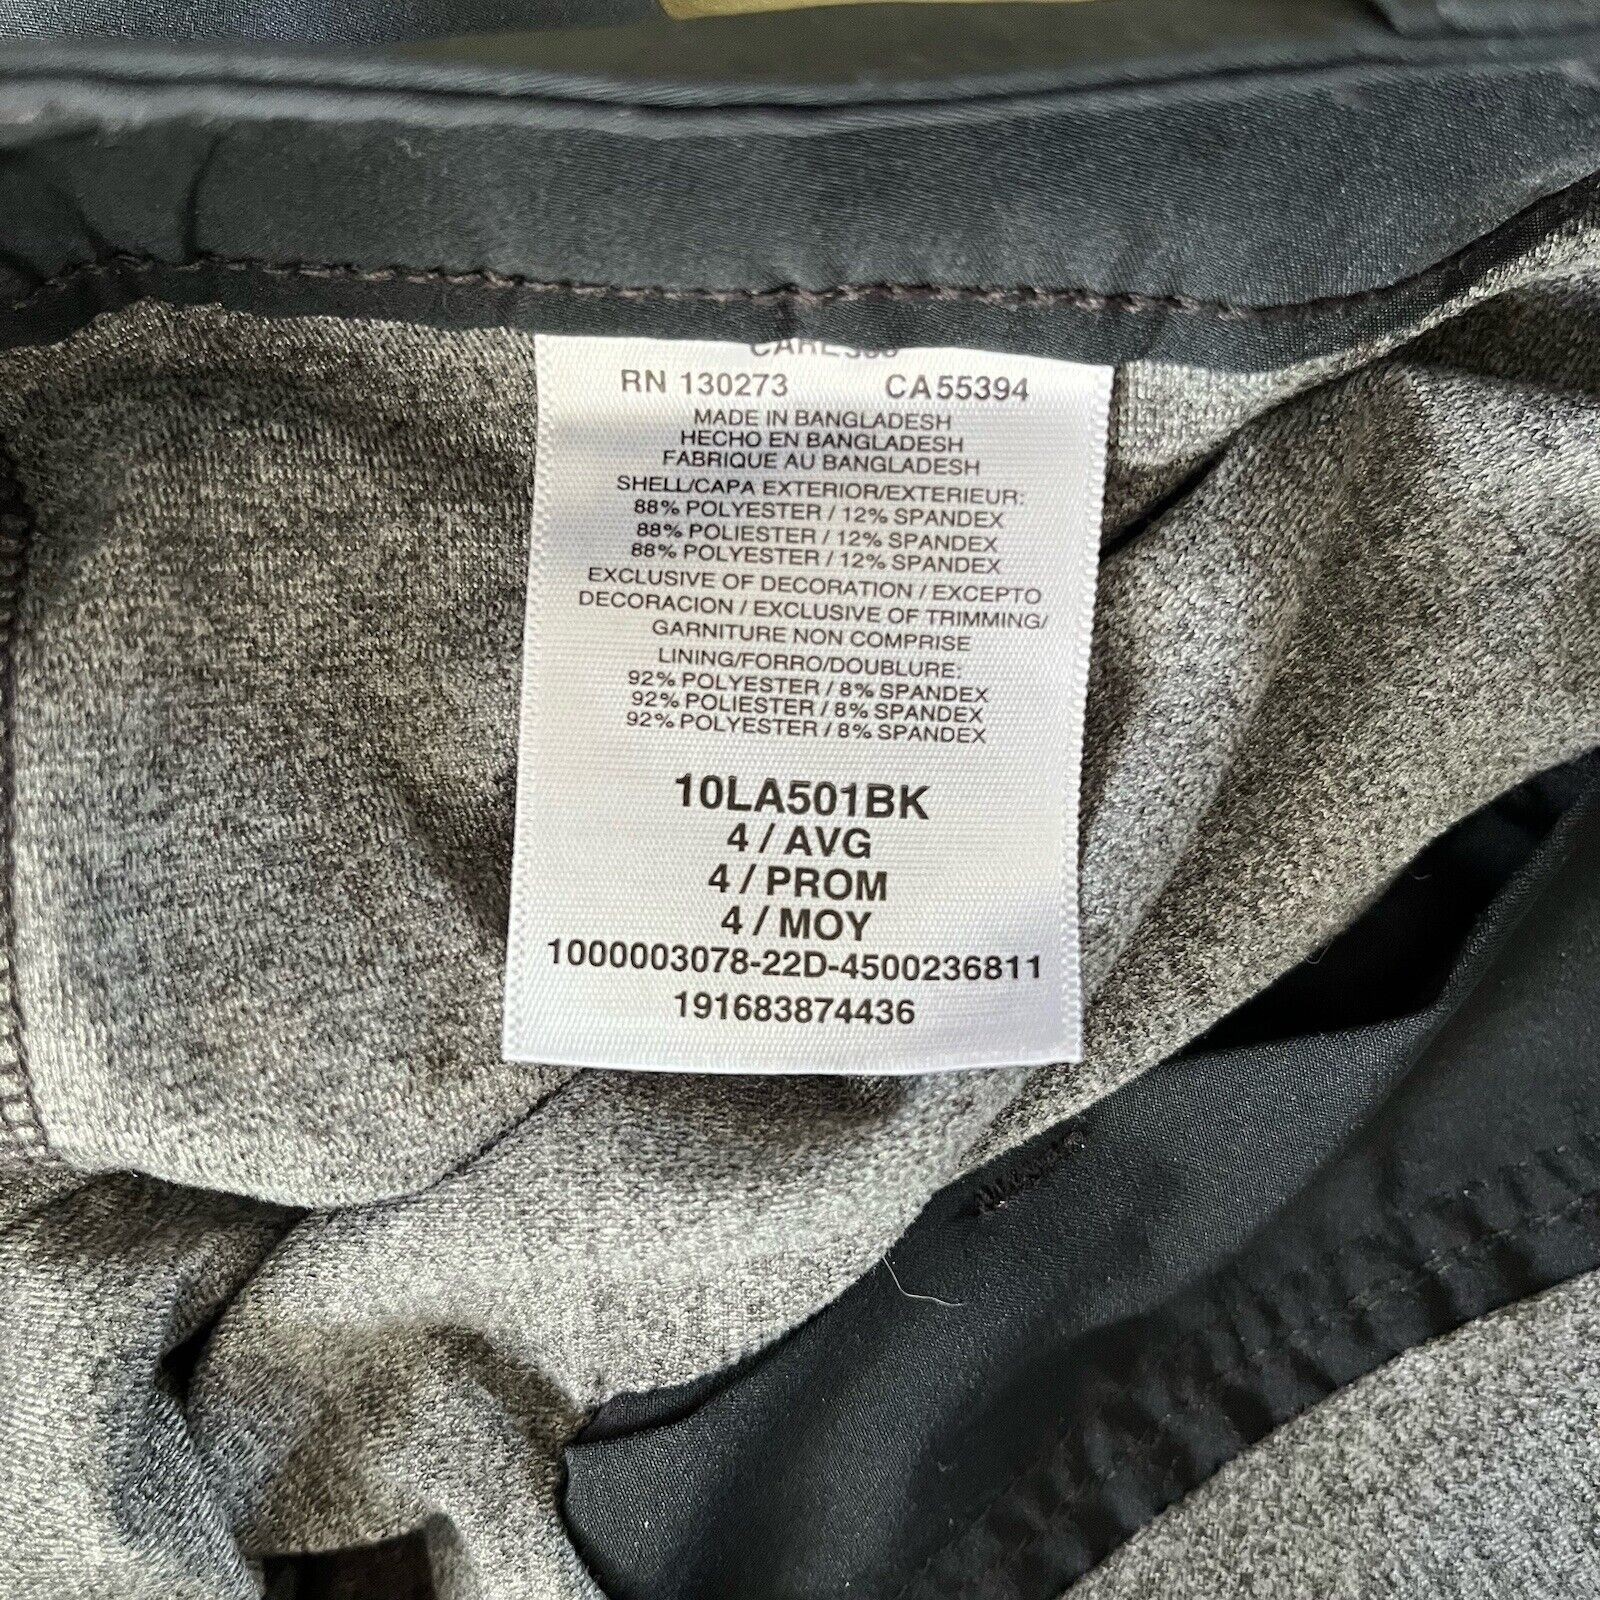 RN 130273 CA55394
MADE IN BANGLADESH
HECHO EN BANGLADESH
FABRIQUE AU BANGLADESH
SHELL/CAPA EXTERIOR/EXTERIEUR:
88% POLYESTER / 12% SPANDEX
88% POLIESTER / 12% SPANDEX
88% POLYESTER / 12% SPANDEX
EXCLUSIVE OF DECORATION / EXCEPTO
DECORACION / EXCLUSIVE OF TRIMMING/
GARNITURE NON COMPRISE
LINING/FORRO/DOUBLURE:
92% POLYESTER / 8% SPANDEX
92% POLIESTER / 8% SPANDEX
92% POLYESTER / 8% SPANDEX
10LA501BK
4 / AVG
4 / PROM
4 / MOY
1000003078-22D-4500236811
191683874436